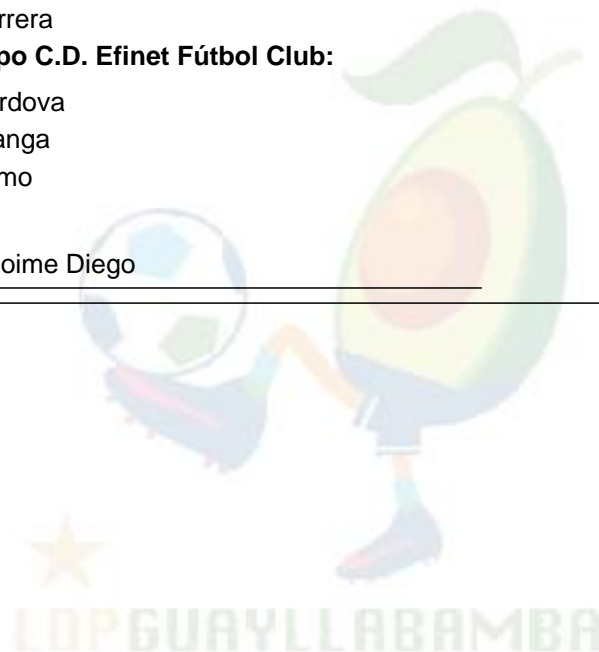 rrera
po C.D. Efinet Fútbol Club:
rdova
anga
mo
oime Diego
LDPGUAYLLABAMBA